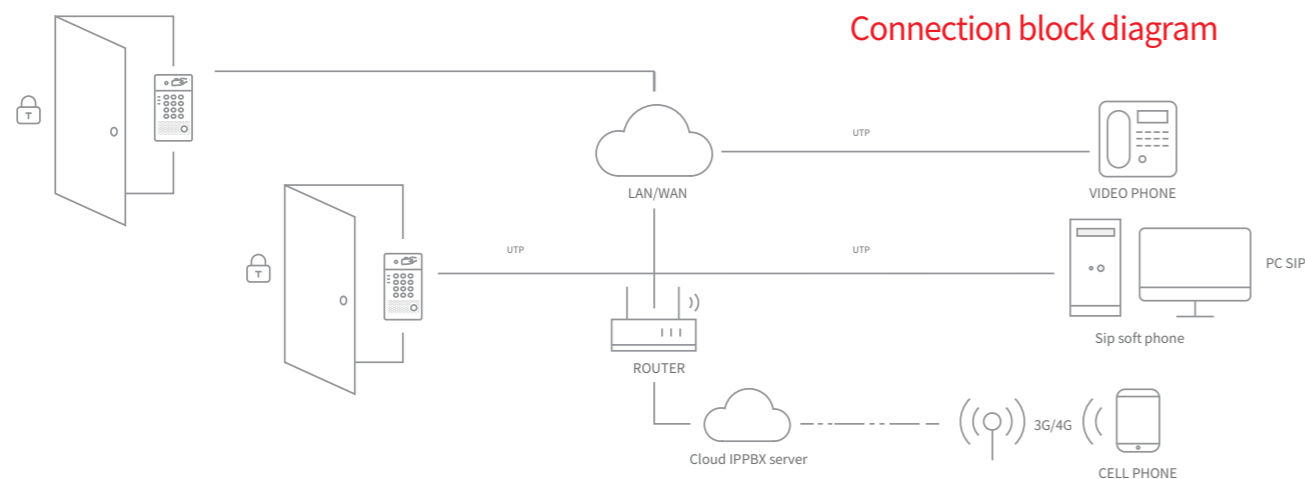 Connection block diagram
UTP
LAN/WAN
VIDEO PHONE
T
UTP
UTP
T
PC SIP
Sip soft phone
ROUTER
3G/4G
Cloud IPPBX server
CELL PHONE